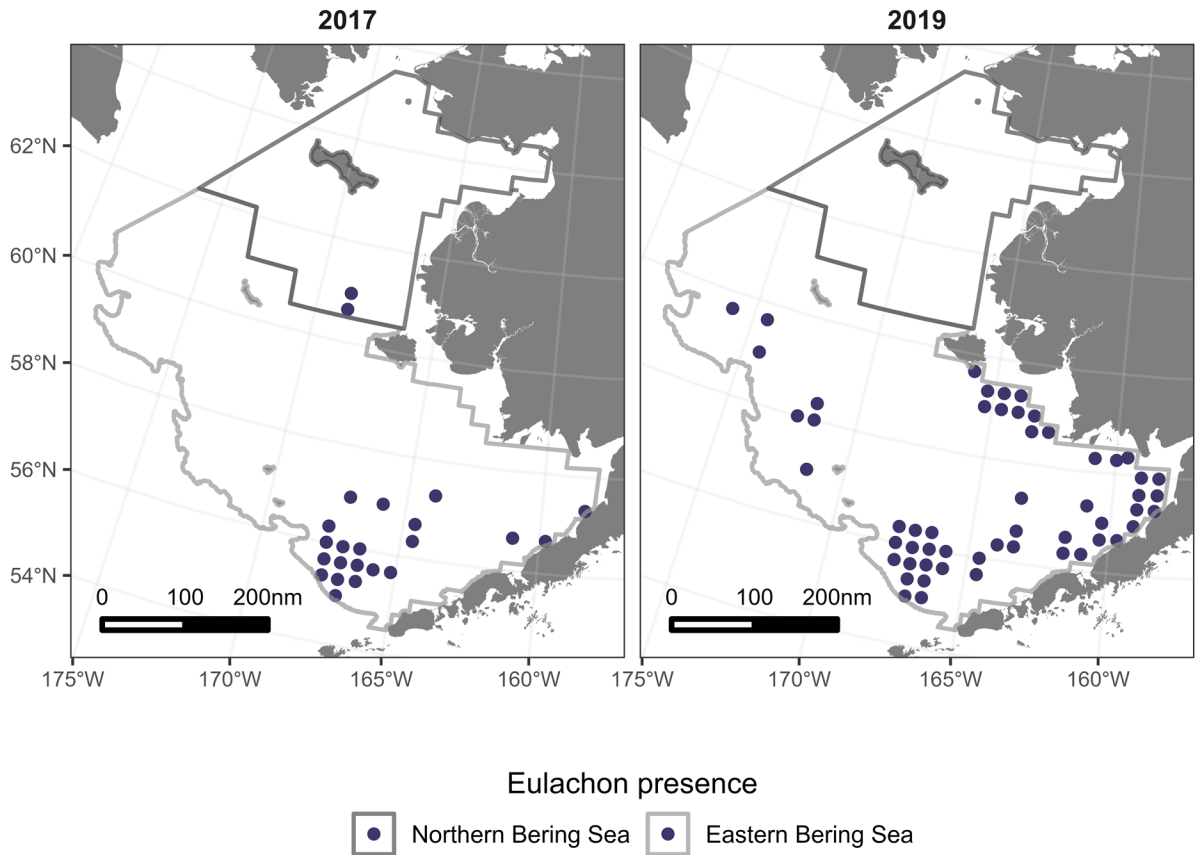 2017 2019
62°N
60°N
58°N
56°N
54°N
0 100 200nm 0 100 200nm
175°W 170°W 165°W 160°W 175°W 170°W 165°W 160°W
Eulachon presence
Northern Bering Sea Eastern Bering Sea